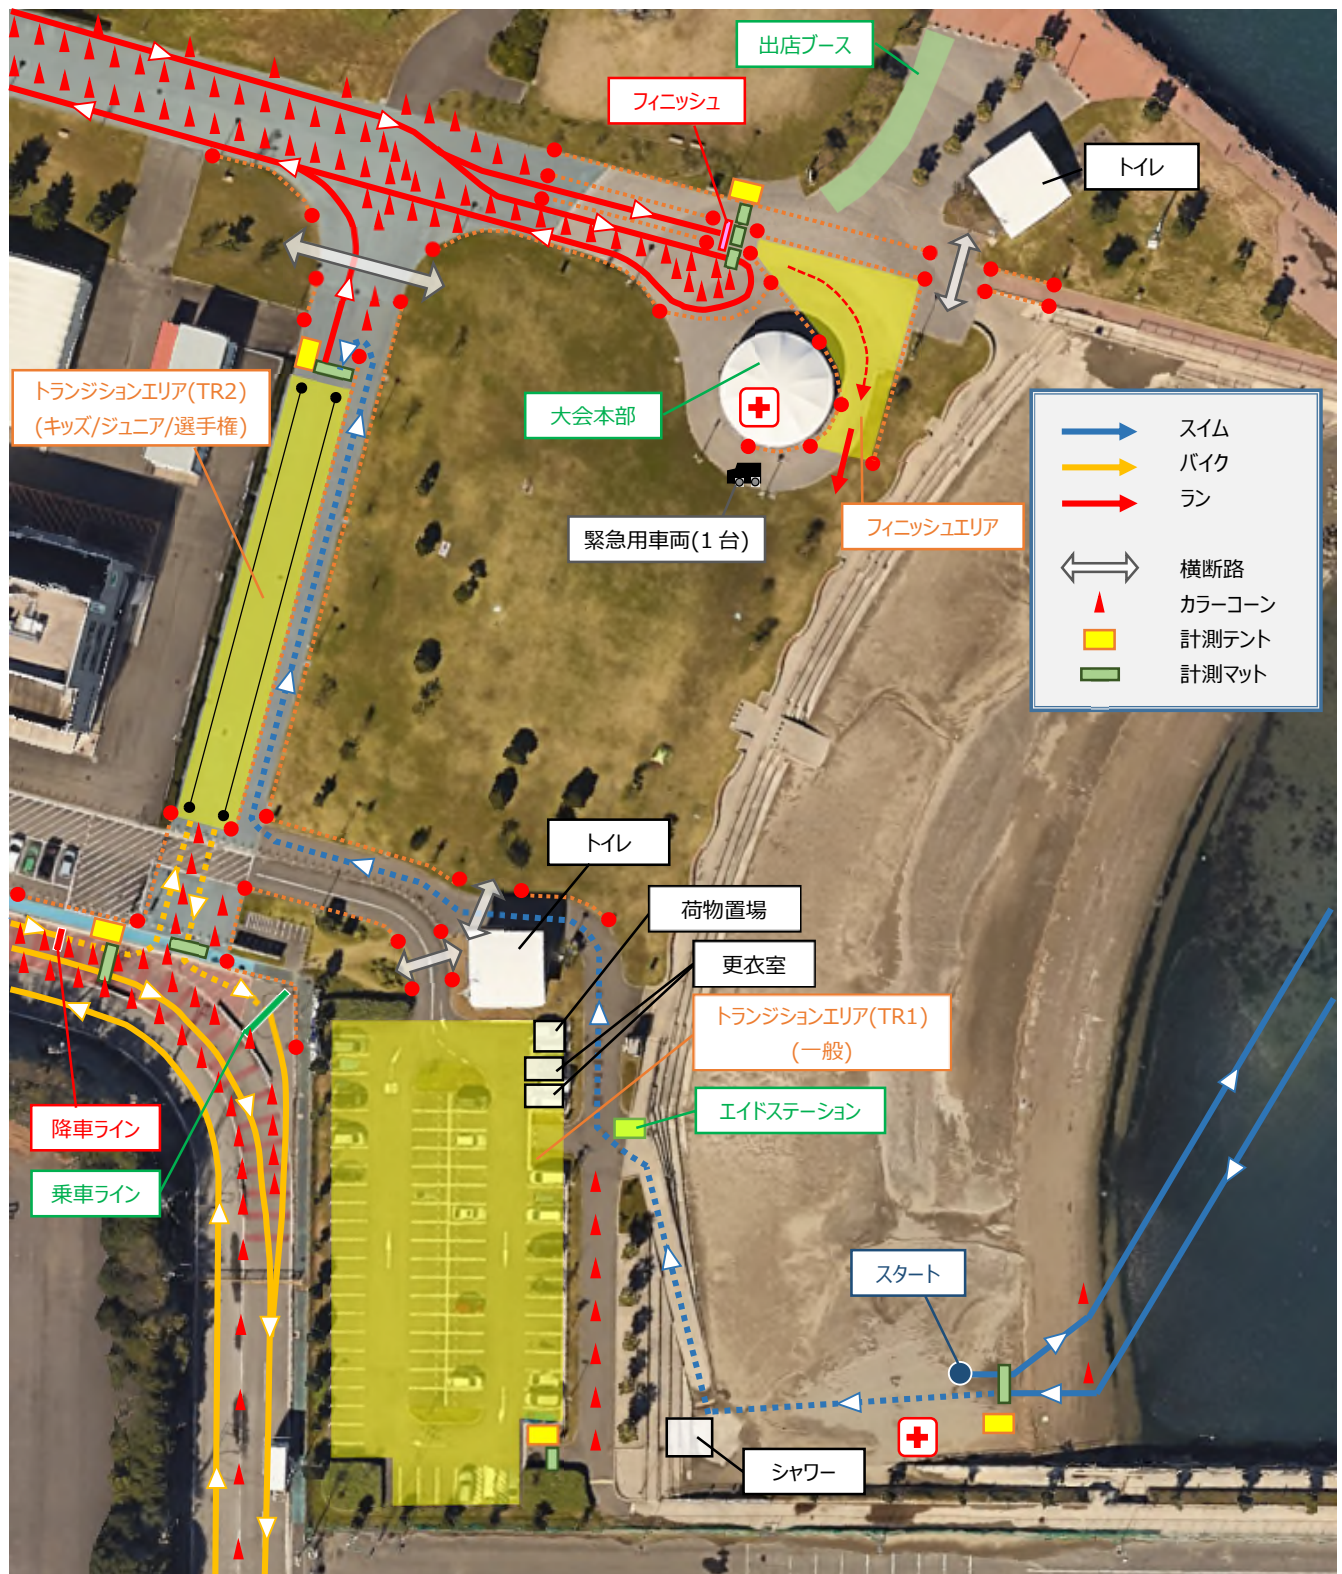 出店ブース
フィニッシュ
トイレ
トランジションエリア(TR2)
(キッズ/ジュニア/選手権)
大会本部
緊急用車両(1台)
フィニッシュエリア
スイム
バイク
ラン
横断路
カラーコーン
計測テント
計測マット
トイレ
荷物置場
更衣室
トランジションエリア(TR1)
(一般)
エイドステーション
降車ライン
乗車ライン
スタート
シャワー